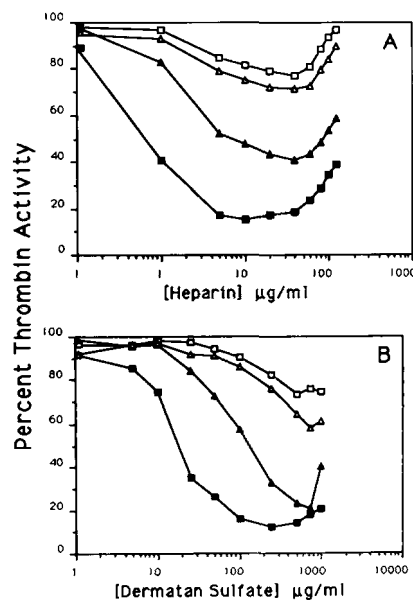 Percent Thrombin Activity
A
100
80
60
40
20
0
1 1 10 100 1000
[Heparin] µg/ml
B
100
80
60
40
20
0
1 10 100 1000 10000
[Dermatan Sulfate] µg/ml